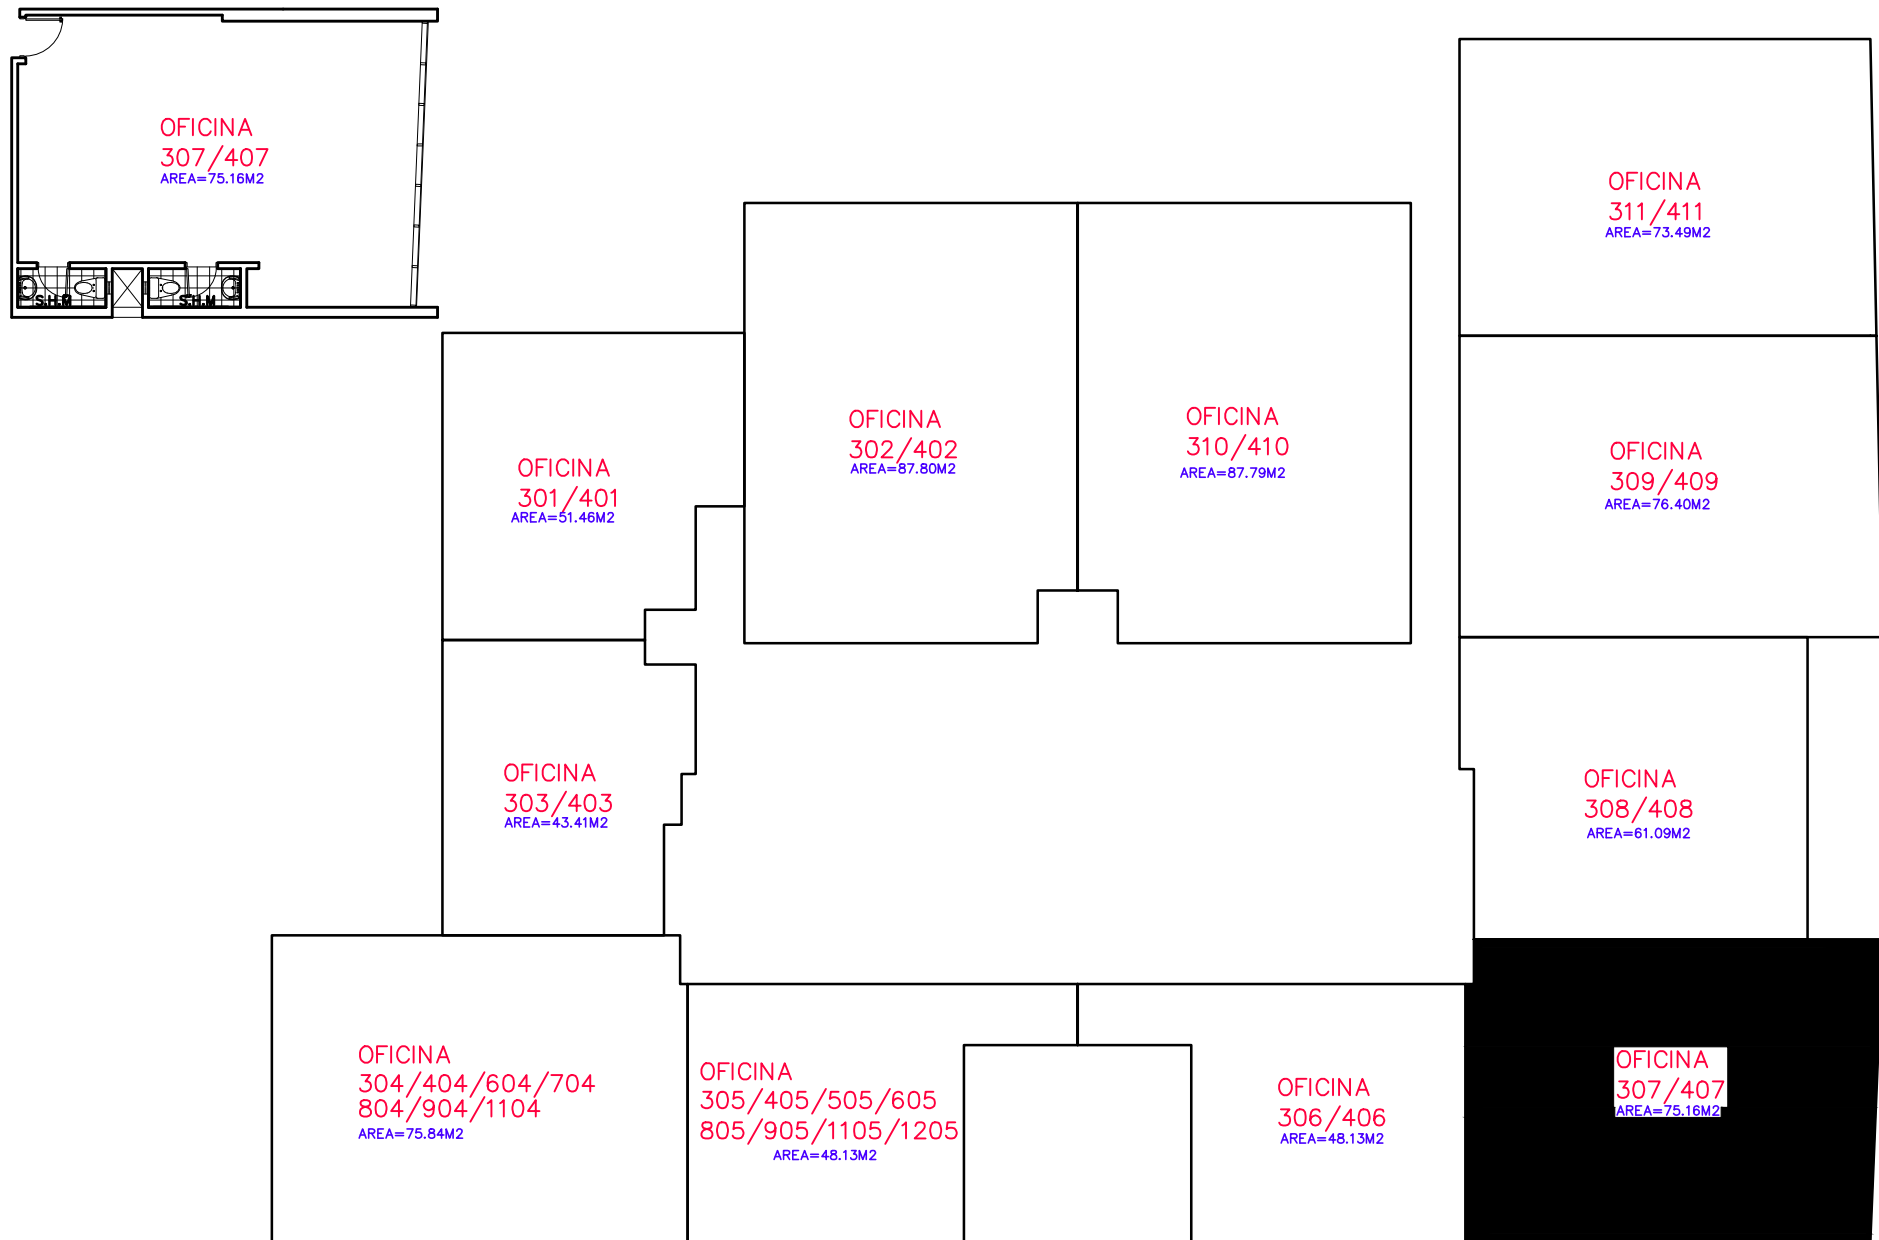 OFICINA
307/407
AREA=75.16M2
S.H.M
S.H.M
OFICINA
311/411
AREA=73.49M2
OFICINA
302/402
AREA=87.80M2
OFICINA
310/410
AREA=87.79M2
OFICINA
301/401
AREA=51.46M2
OFICINA
309/409
AREA=76.40M2
OFICINA
303/403
AREA=43.41M2
OFICINA
308/408
AREA=61.09M2
OFICINA
304/404/604/704
804/904/1104
AREA=75.84M2
OFICINA
305/405/505/605
805/905/1105/1205
AREA=48.13M2
OFICINA
306/406
AREA=48.13M2
OFICINA
307/407
AREA=75.16M2